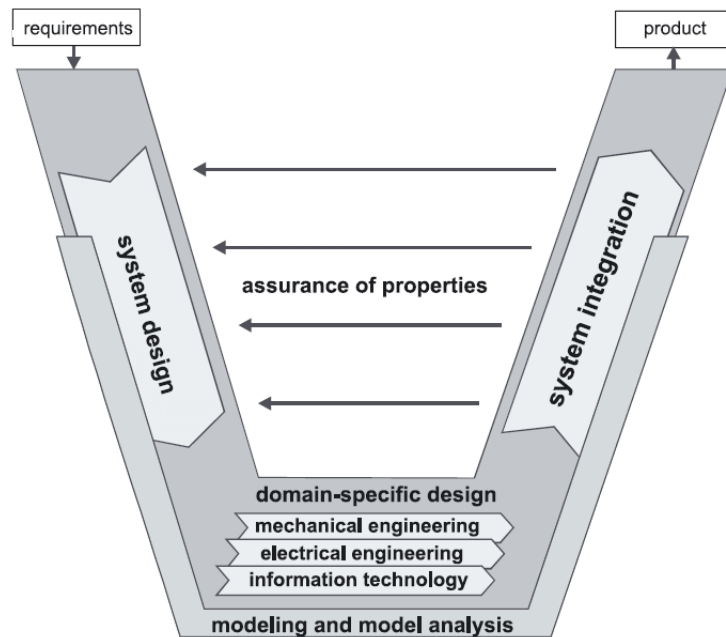 requirements
product
system design
assurance of properties
system integration
domain-specific design
mechanical engineering
electrical engineering
information technology
modeling and model analysis